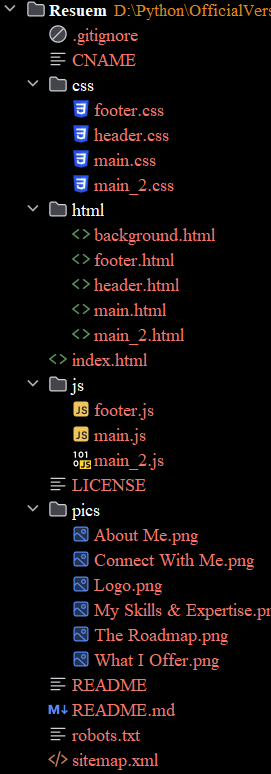 Resuem D:\Python\OfficialVers
.gitignore
CNAME
css
footer.css
header.css
main.css
main_2.css
html
background.html
footer.html
header.html
main.html
main_2.html
index.html
js
footer.js
main.js
main_2.js
LICENSE
pics
About Me.png
Connect With Me.png
Logo.png
My Skills & Expertise.pn
The Roadmap.png
What I Offer.png
README
README.md
robots.txt
sitemap.xml